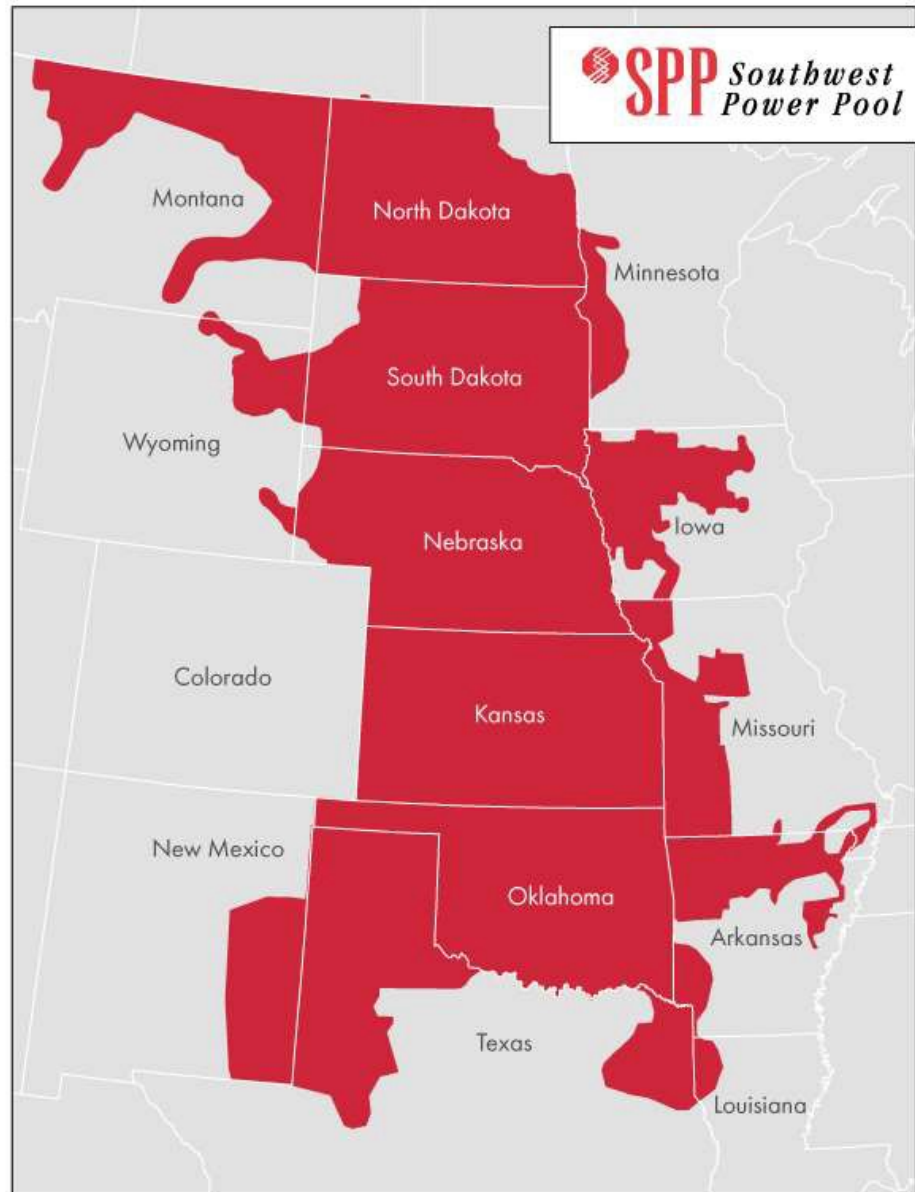 SPP Southwest
Power Pool
Montana
North Dakota
Minnesota
South Dakota
Wyoming
Iowa
Nebraska
Colorado
Kansas
Missouri
New Mexico
Oklahoma
Arkansas
Texas
Louisiana